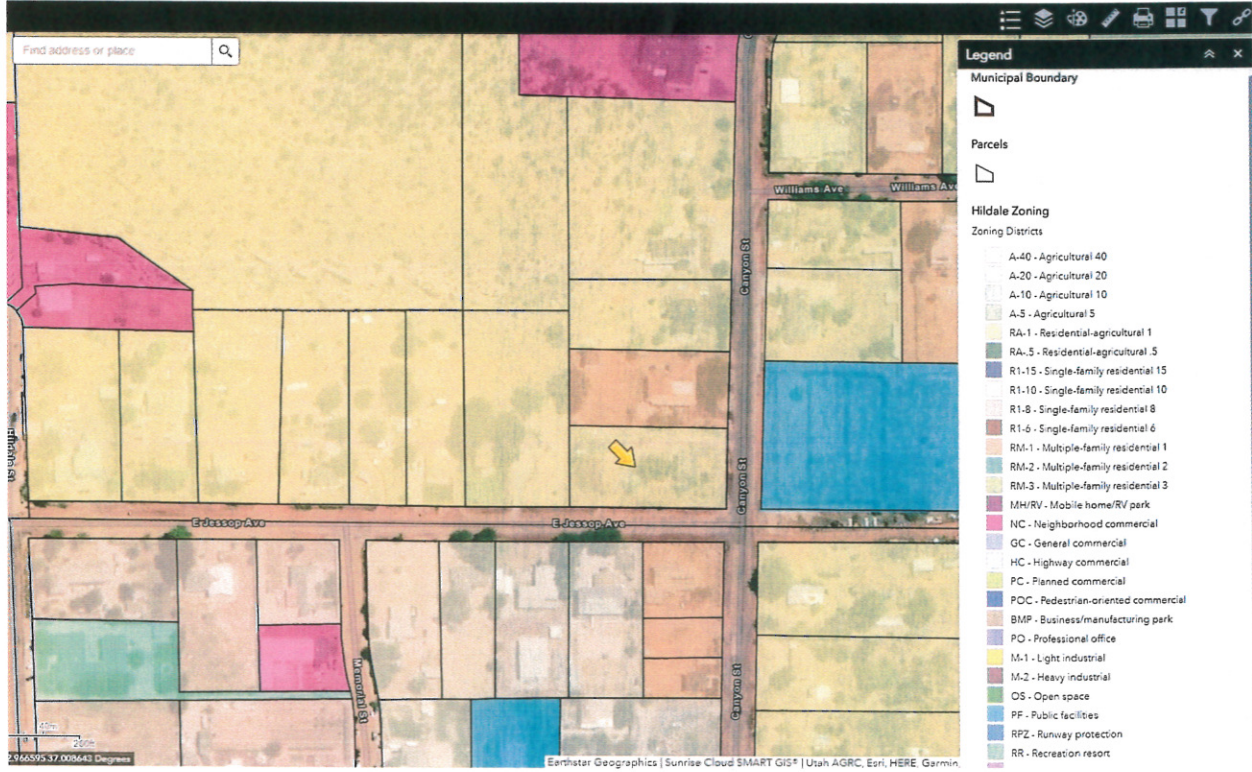 Find address or place
Legend
Municipal Boundary
Parcels
Hildale Zoning
Zoning Districts
A-40 - Agricultural 40
A-20 - Agricultural 20
A-10 - Agricultural 10
A-5 - Agricultural 5
RA-1 - Residential-agricultural 1
RA-.5 - Residential-agricultural .5
R1-15 - Single-family residential 15
R1-10 - Single-family residential 10
R1-8 - Single-family residential 8
R1-6 - Single-family residential 6
RM-1 - Multiple-family residential 1
RM-2 - Multiple-family residential 2
RM-3 - Multiple-family residential 3
MH/RV - Mobile home/RV park
NC - Neighborhood commercial
GC - General commercial
HC - Highway commercial
PC - Planned commercial
POC - Pedestrian-oriented commercial
BMP - Business/manufacturing park
PO - Professional office
M-1 - Light industrial
M-2 - Heavy industrial
OS - Open space
PF - Public facilities
RPZ - Runway protection
RR - Recreation resort
Williams Ave
Williams Ave
Canyon St
Canyon St
Canyon St
E Jessop Ave
E Jessop Ave
Memorial St
40m
260ft
2.966595 37.008643 Degrees
Earthstar Geographics | Sunrise Cloud SMART GIS® | Utah AGRC, Esri, HERE, Garmin,